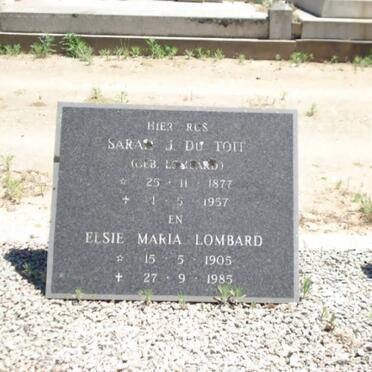 HIER RUS
SARAH J. DU TOIT
(GEB. LOMBARD)
☆ 25 · 11 · 1877
✝ 1 · 5 · 1957
EN
ELSIE MARIA LOMBARD
☆ 15 · 5 · 1905
✝ 27 · 9 · 1985